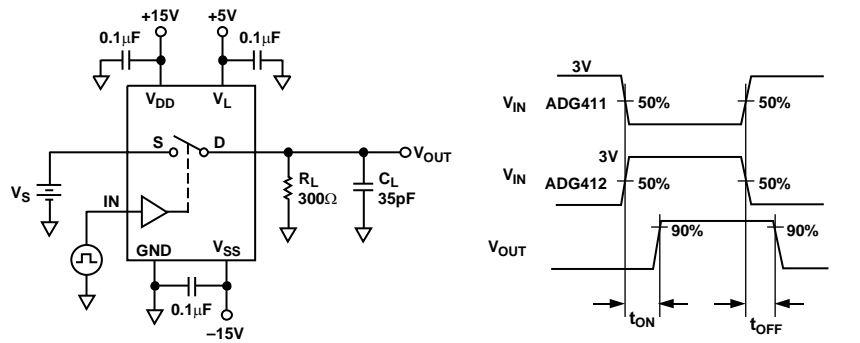 +15V +5V
0.1μF 0.1μF
VDD VL
S D VOUT
VS
IN
RL
300Ω
CL
35pF
GND VSS
0.1μF
–15V
3V
VIN ADG411 50% 50%
3V
VIN ADG412 50% 50%
VOUT 90% 90%
tON tOFF